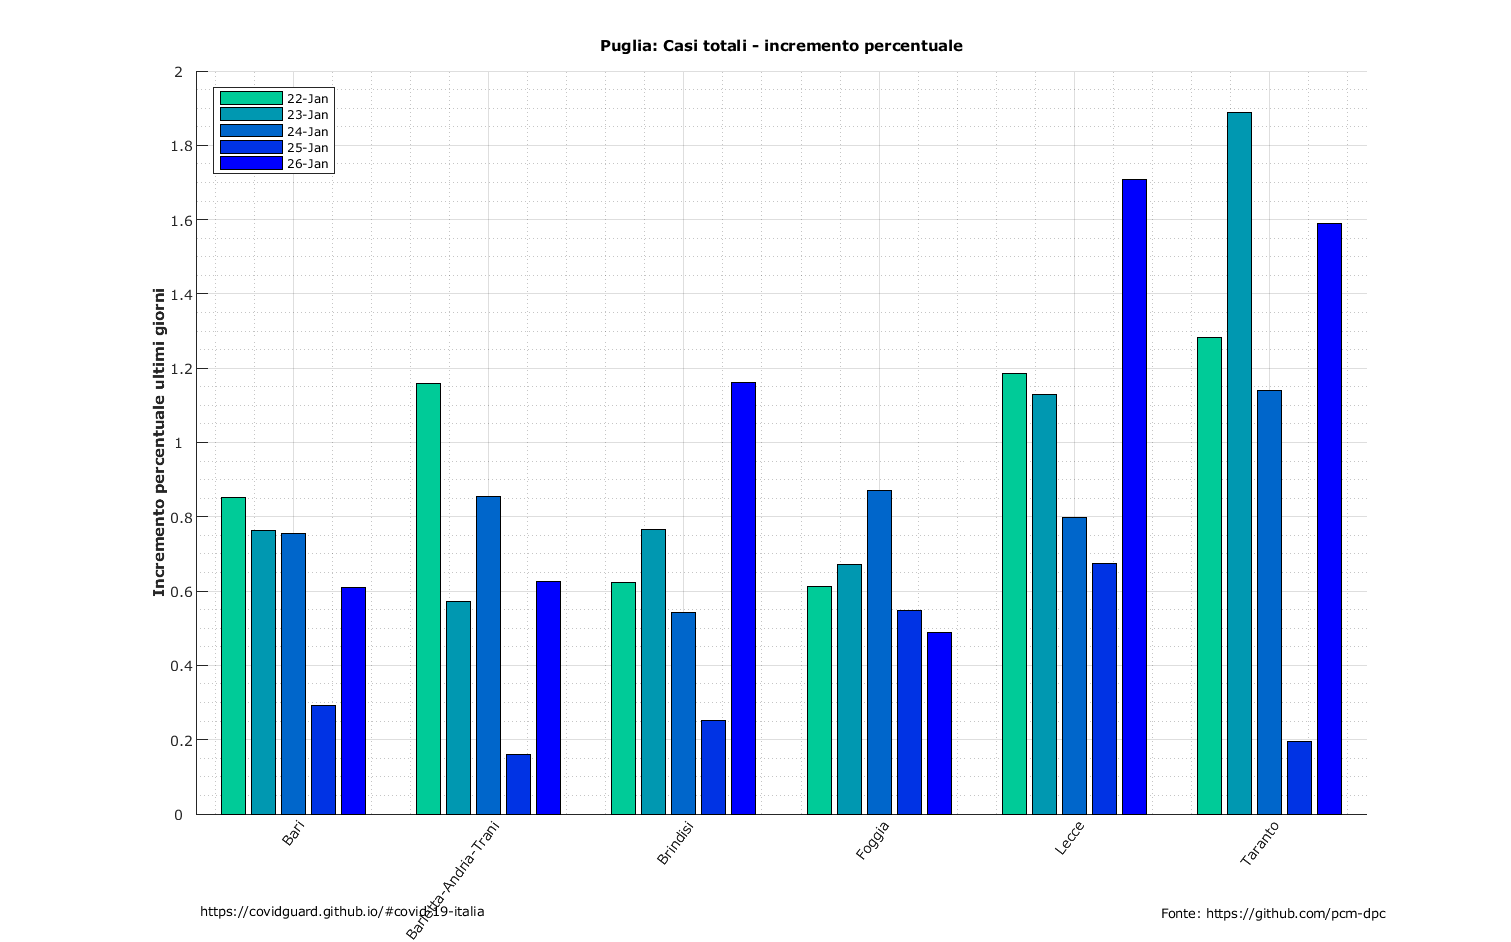 Puglia: Casi totali - incremento percentuale
22-Jan
23-Jan
24-Jan
25-Jan
26-Jan
Incremento percentuale ultimi giorni
2
1.8
1.6
1.4
1.2
1
0.8
0.6
0.4
0.2
0
Bari
Barletta-Andria-Trani
Brindisi
Foggia
Lecce
Taranto
https://covidguard.github.io/#covid-19-italia
Fonte: https://github.com/pcm-dpc